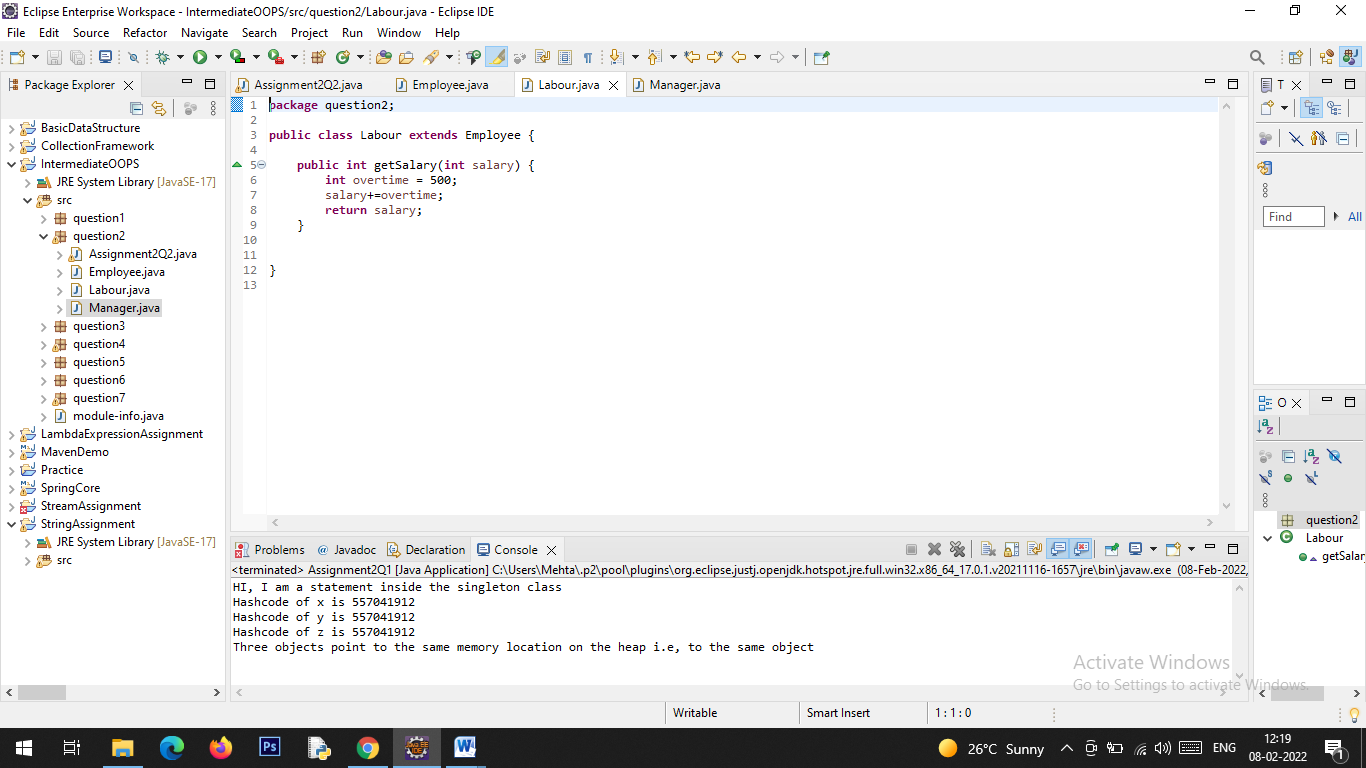 Eclipse Enterprise Workspace - IntermediateOOPS/src/question2/Labour.java - Eclipse IDE
File Edit Source Refactor Navigate Search Project Run Window Help
Package Explorer
BasicDataStructure
CollectionFramework
IntermediateOOPS
JRE System Library [JavaSE-17]
src
question1
question2
Assignment2Q2.java
Employee.java
Labour.java
Manager.java
question3
question4
question5
question6
question7
module-info.java
LambdaExpressionAssignment
MavenDemo
Practice
SpringCore
StreamAssignment
StringAssignment
JRE System Library [JavaSE-17]
src
Assignment2Q2.java Employee.java Labour.java Manager.java
1 package question2;
2
3 public class Labour extends Employee {
4
5 public int getSalary(int salary) {
6 int overtime = 500;
7 salary+=overtime;
8 return salary;
9 }
10
11
12 }
13
Problems @ Javadoc Declaration Console
<terminated> Assignment2Q1 [Java Application] C:\Users\Mehta\.p2\pool\plugins\org.eclipse.justj.openjdk.hotspot.jre.full.win32.x86_64_17.0.1.v20211116-1657\jre\bin\javaw.exe (08-Feb-2022,
HI, I am a statement inside the singleton class
Hashcode of x is 557041912
Hashcode of y is 557041912
Hashcode of z is 557041912
Three objects point to the same memory location on the heap i.e, to the same object
T
Find All
O
question2
Labour
getSalar
Activate Windows
Go to Settings to activate Windows.
Writable Smart Insert 1 : 1 : 0
Ps
W
26°C Sunny
ENG
12:19
08-02-2022
1